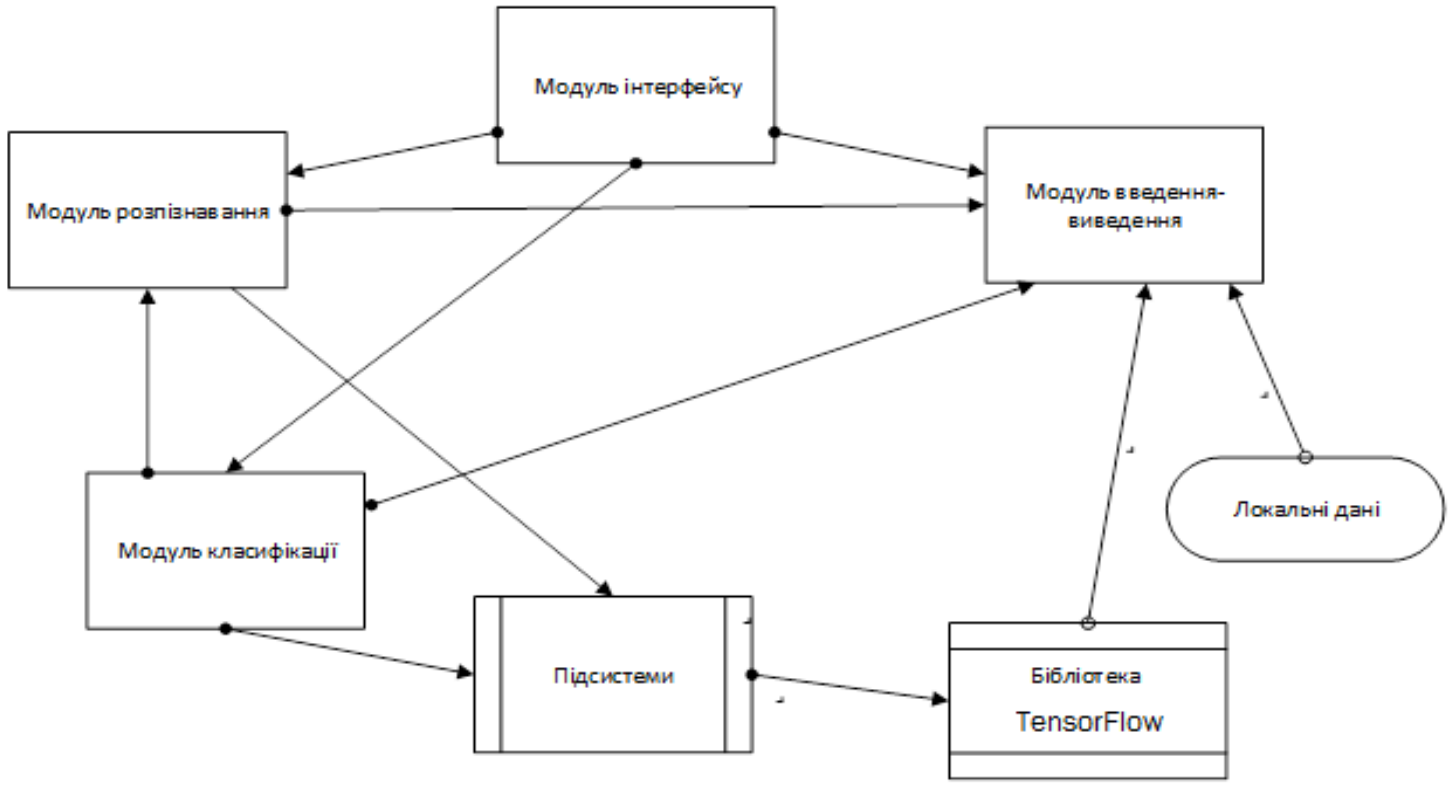 Модуль інтерфейсу
Модуль розпізнавання
Модуль введення-
виведення
Локальні дані
Модуль класифікації
Підсистеми
Бібліотека
TensorFlow